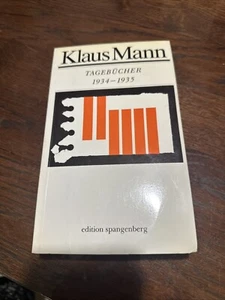 Klaus Mann
TAGEBÜCHER
1934–1935
edition spangenberg